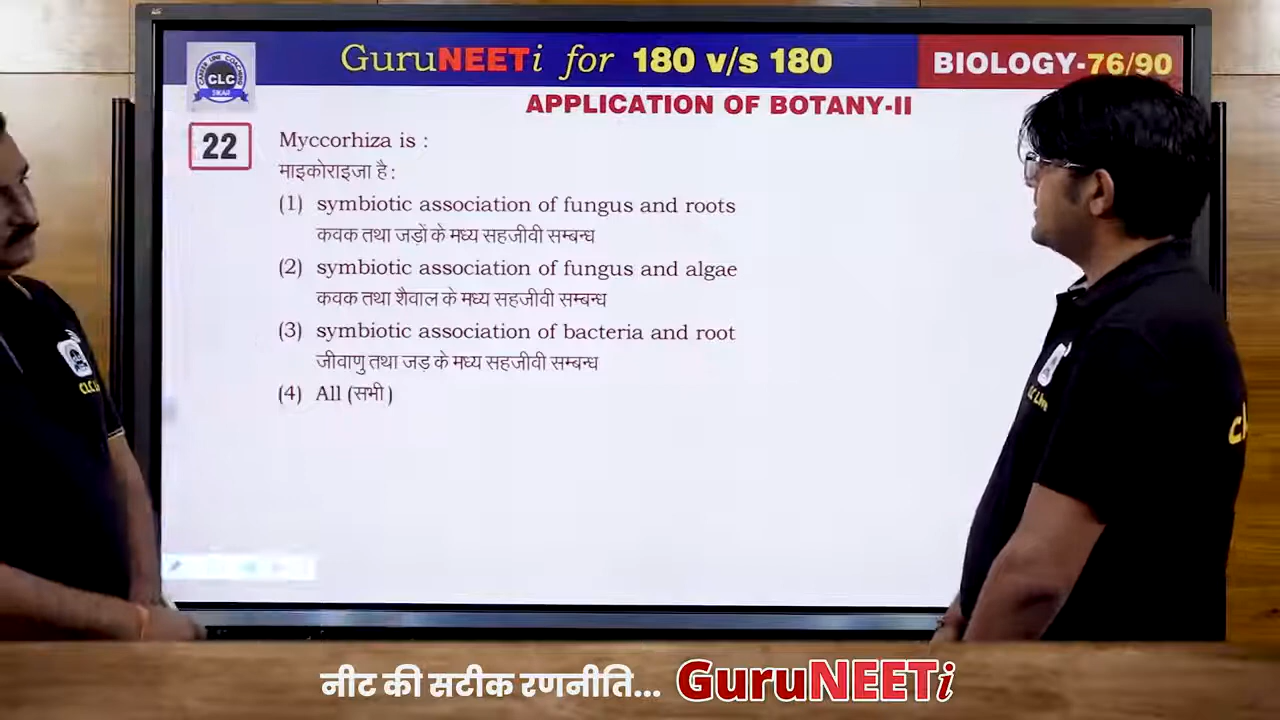 GuruNEETi for 180 v/s 180
BIOLOGY-76/90
CLC
APPLICATION OF BOTANY-II
22
Myccorhiza is :
माइकोराइजा है :
(1) symbiotic association of fungus and roots
कवक तथा जड़ों के मध्य सहजीवी सम्बन्ध
(2) symbiotic association of fungus and algae
कवक तथा शैवाल के मध्य सहजीवी सम्बन्ध
(3) symbiotic association of bacteria and root
जीवाणु तथा जड़ के मध्य सहजीवी सम्बन्ध
(4) All (सभी)
नीट की सटीक रणनीति... GuruNEETi